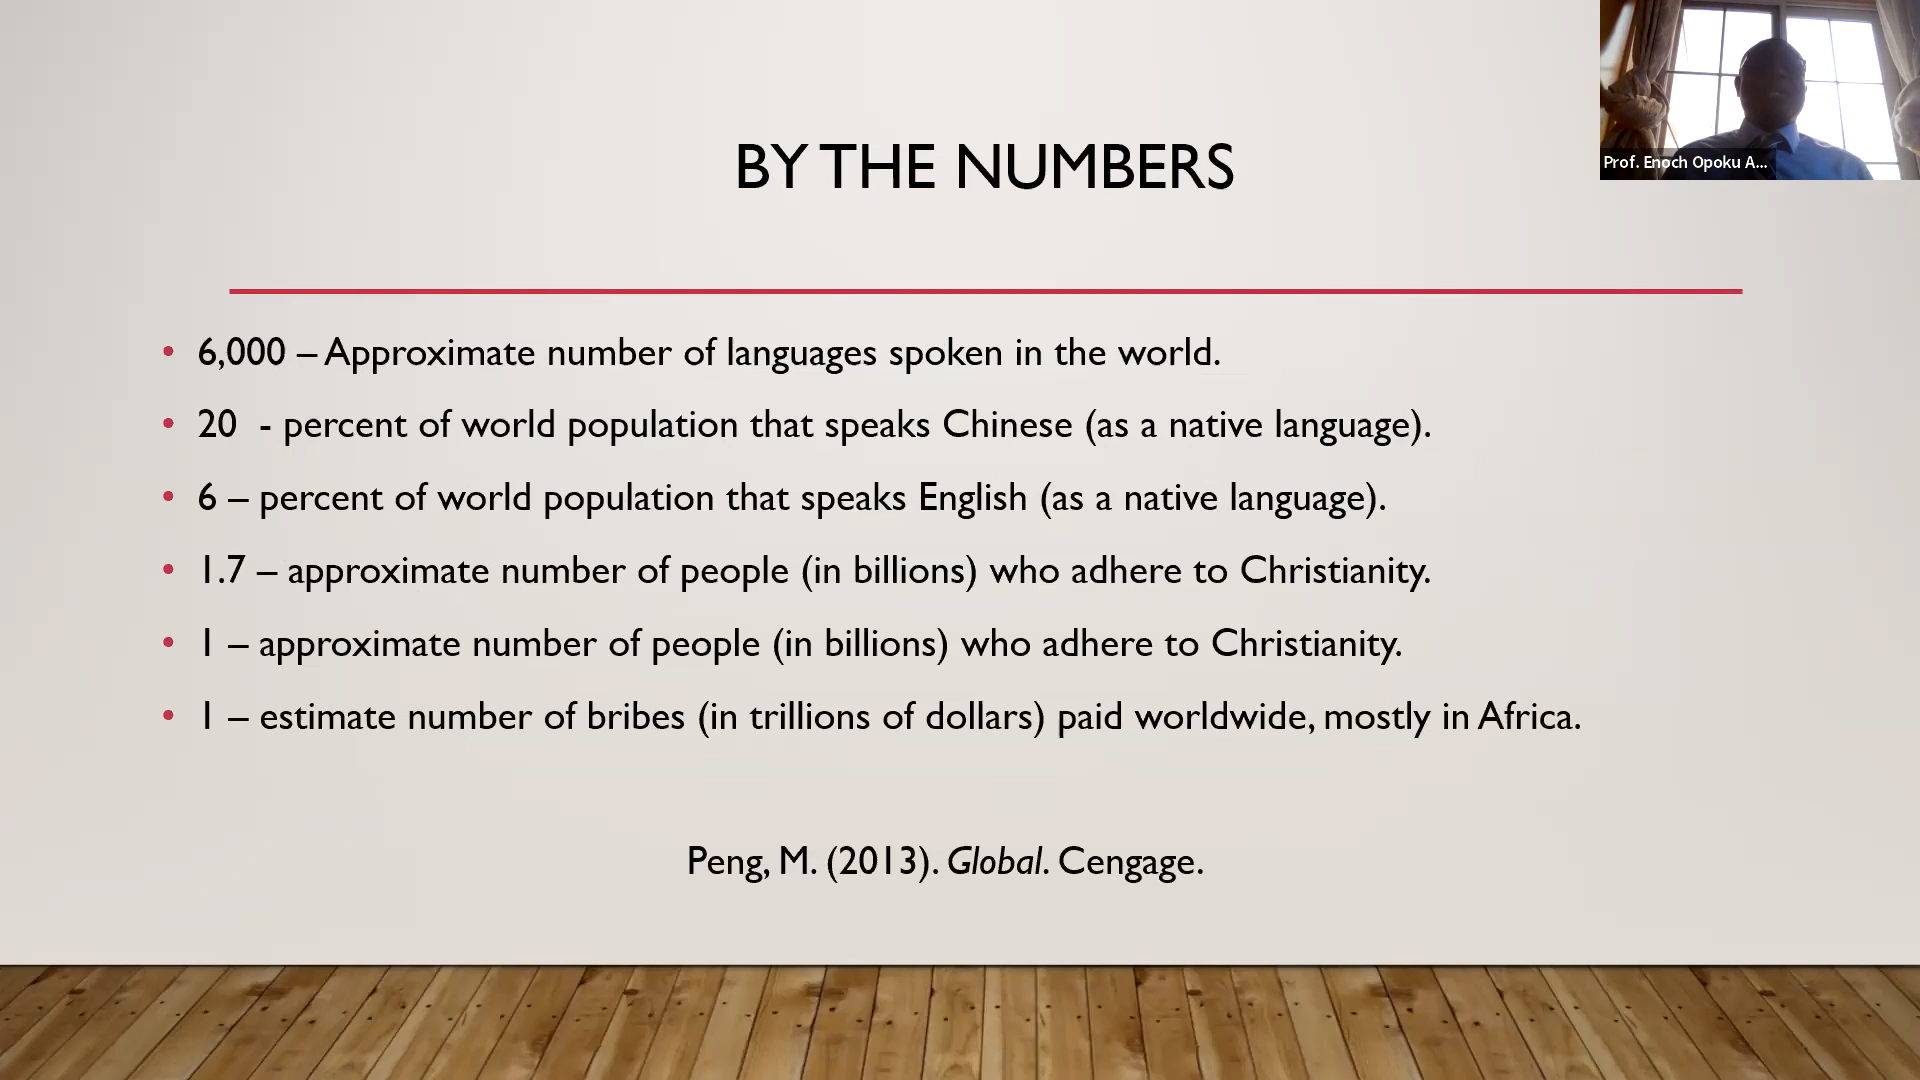 BY THE NUMBERS
Prof. Enoch Opoku A...
• 6,000 – Approximate number of languages spoken in the world.
• 20 - percent of world population that speaks Chinese (as a native language).
• 6 – percent of world population that speaks English (as a native language).
• 1.7 – approximate number of people (in billions) who adhere to Christianity.
• 1 – approximate number of people (in billions) who adhere to Christianity.
• 1 – estimate number of bribes (in trillions of dollars) paid worldwide, mostly in Africa.
Peng, M. (2013). Global. Cengage.